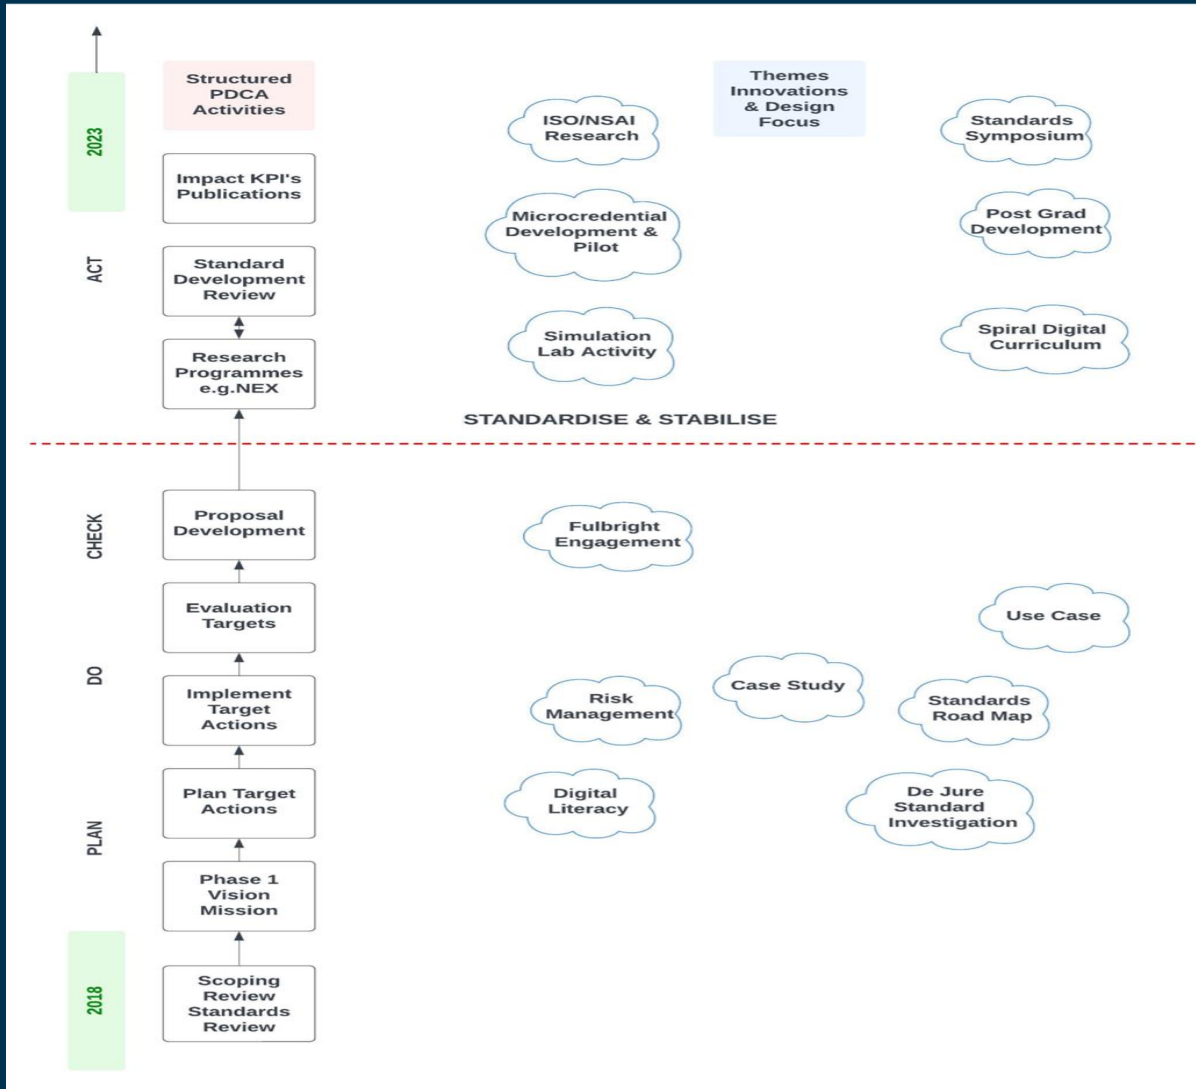 2023
Structured
PDCA
Activities
Themes
Innovations
& Design
Focus
ISO/NSAI
Research
Standards
Symposium
Impact KPI's
Publications
Microcredential
Development &
Pilot
Post Grad
Development
ACT
Standard
Development
Review
Simulation
Lab Activity
Spiral Digital
Curriculum
Research
Programmes
e.g.NEX
STANDARDISE & STABILISE
CHECK
Proposal
Development
Fulbright
Engagement
Evaluation
Targets
Use Case
DO
Implement
Target
Actions
Risk
Management
Case Study
Standards
Road Map
PLAN
Plan Target
Actions
Digital
Literacy
De Jure
Standard
Investigation
Phase 1
Vision
Mission
2018
Scoping
Review
Standards
Review